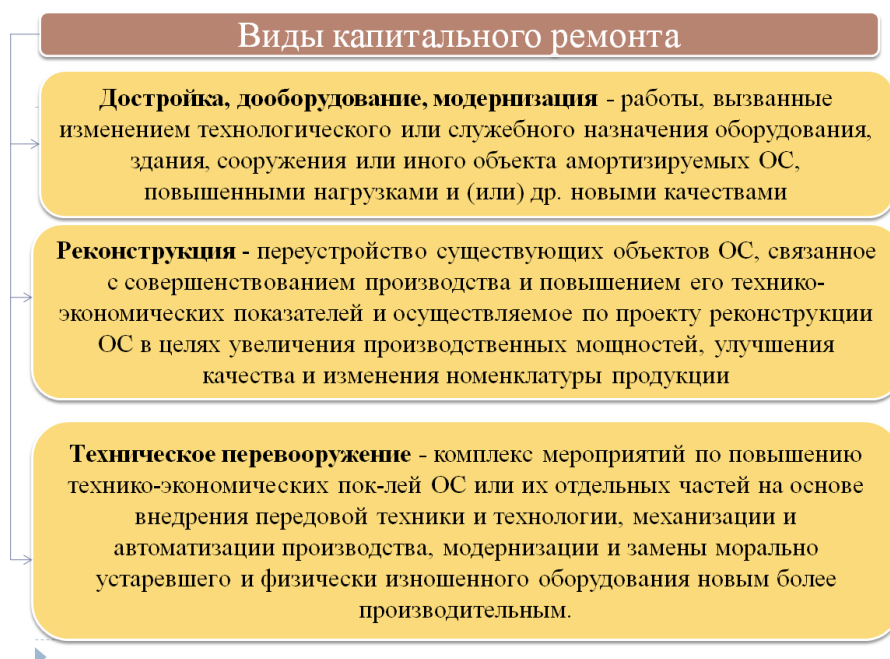 Виды капитального ремонта
Достройка, дооборудование, модернизация - работы, вызванные
изменением технологического или служебного назначения оборудования,
здания, сооружения или иного объекта амортизируемых ОС,
повышенными нагрузками и (или) др. новыми качествами
Реконструкция - переустройство существующих объектов ОС, связанное
с совершенствованием производства и повышением его технико-
экономических показателей и осуществляемое по проекту реконструкции
ОС в целях увеличения производственных мощностей, улучшения
качества и изменения номенклатуры продукции
Техническое перевооружение - комплекс мероприятий по повышению
технико-экономических пок-лей ОС или их отдельных частей на основе
внедрения передовой техники и технологии, механизации и
автоматизации производства, модернизации и замены морально
устаревшего и физически изношенного оборудования новым более
производительным.